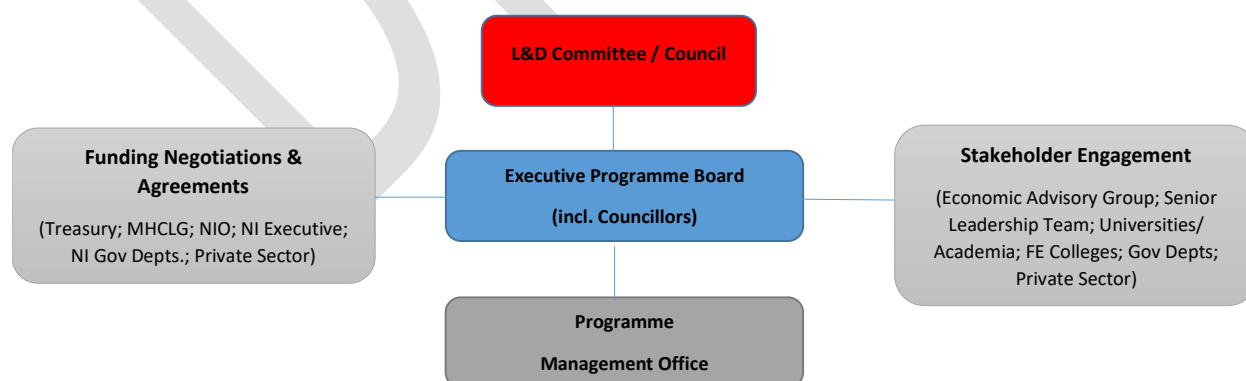 L&D Committee / Council
Funding Negotiations &
Agreements
(Treasury; MHCLG; NIO; NI Executive;
NI Gov Depts.; Private Sector)
Executive Programme Board
(incl. Councillors)
Stakeholder Engagement
(Economic Advisory Group; Senior
Leadership Team; Universities/
Academia; FE Colleges; Gov Depts;
Private Sector)
Programme
Management Office